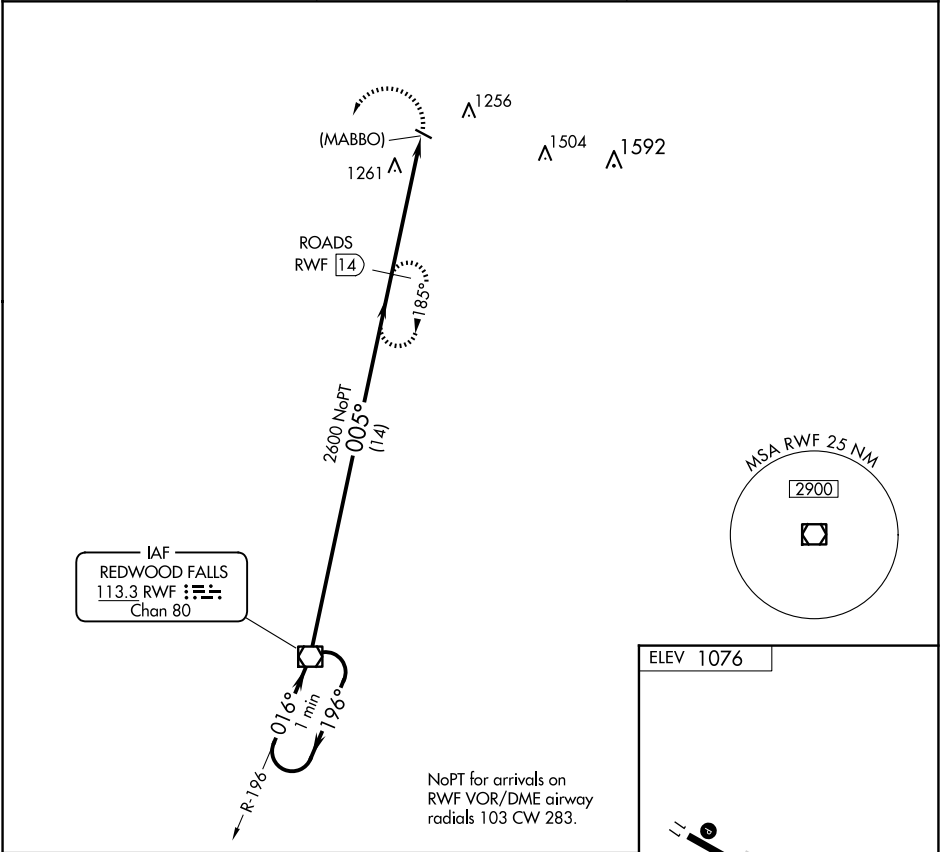 1256
(MABBO)
1504
1592
1261
ROADS
RWF 14
185°
2600 NoPT
005°
(14)
MSA RWF 25 NM
2900
IAF
REDWOOD FALLS
113.3 RWF
Chan 80
016°
1 min
196°
R-196
NoPT for arrivals on
RWF VOR/DME airway
radials 103 CW 283.
ELEV 1076
11
P